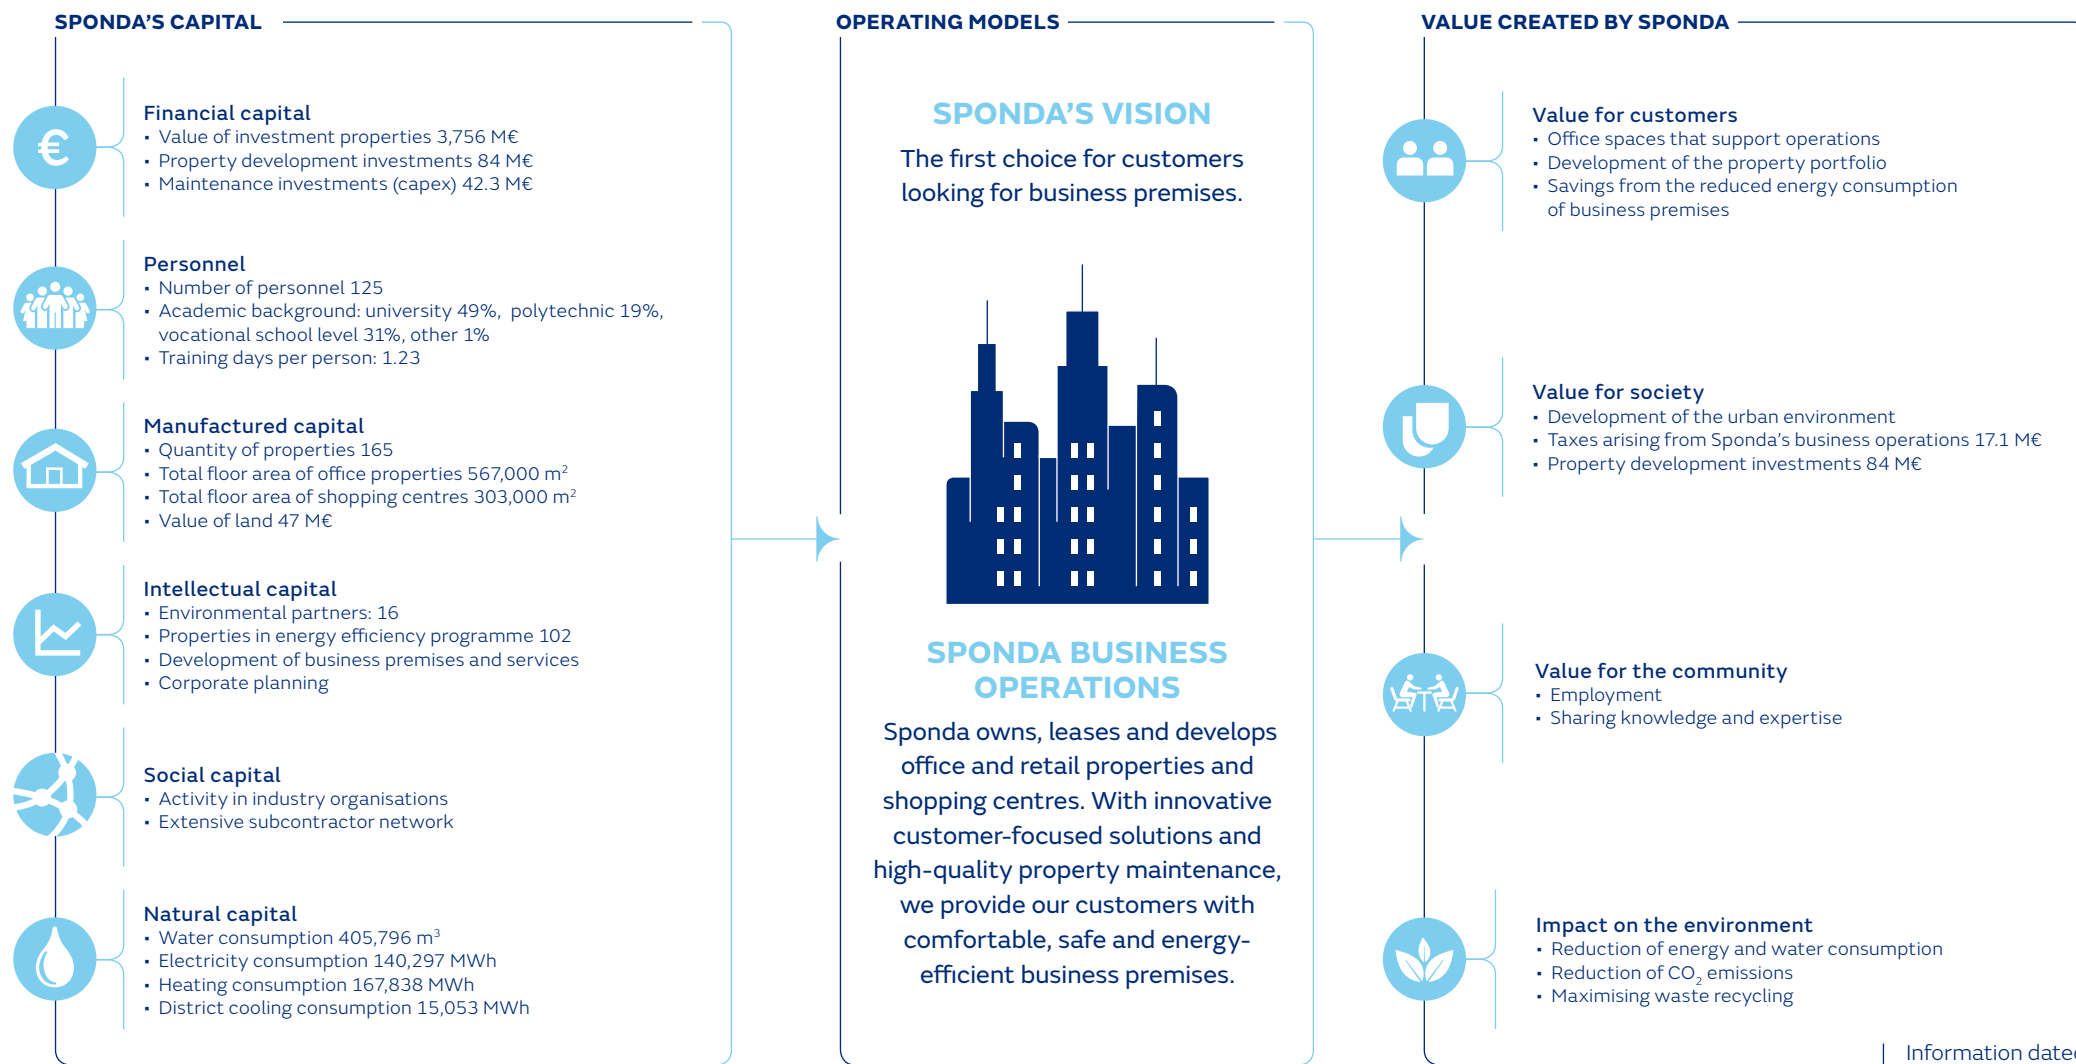 SPONDA'S CAPITAL
Financial capital
• Value of investment properties 3,756 M€
• Property development investments 84 M€
• Maintenance investments (capex) 42.3 M€
Personnel
• Number of personnel 125
• Academic background: university 49%, polytechnic 19%,
vocational school level 31%, other 1%
• Training days per person: 1.23
Manufactured capital
• Quantity of properties 165
• Total floor area of office properties 567,000 m²
• Total floor area of shopping centres 303,000 m²
• Value of land 47 M€
Intellectual capital
• Environmental partners: 16
• Properties in energy efficiency programme 102
• Development of business premises and services
• Corporate planning
Social capital
• Activity in industry organisations
• Extensive subcontractor network
Natural capital
• Water consumption 405,796 m³
• Electricity consumption 140,297 MWh
• Heating consumption 167,838 MWh
• District cooling consumption 15,053 MWh
OPERATING MODELS
SPONDA'S VISION
The first choice for customers
looking for business premises.
SPONDA BUSINESS
OPERATIONS
Sponda owns, leases and develops
office and retail properties and
shopping centres. With innovative
customer-focused solutions and
high-quality property maintenance,
we provide our customers with
comfortable, safe and energy-
efficient business premises.
VALUE CREATED BY SPONDA
Value for customers
• Office spaces that support operations
• Development of the property portfolio
• Savings from the reduced energy consumption
of business premises
Value for society
• Development of the urban environment
• Taxes arising from Sponda's business operations 17.1 M€
• Property development investments 84 M€
Value for the community
• Employment
• Sharing knowledge and expertise
Impact on the environment
• Reduction of energy and water consumption
• Reduction of CO₂ emissions
• Maximising waste recycling
Information